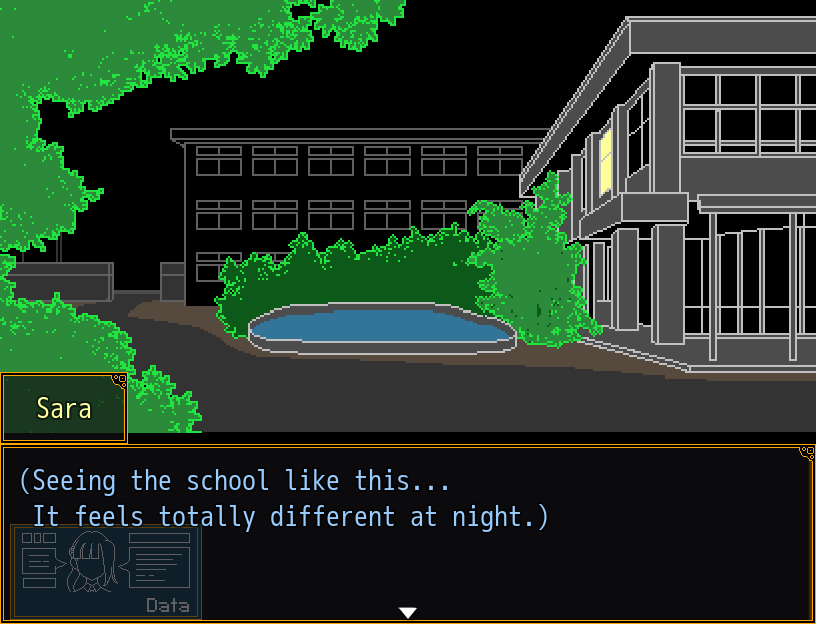 Sara
(Seeing the school like this...
It feels totally different at night.)
Data